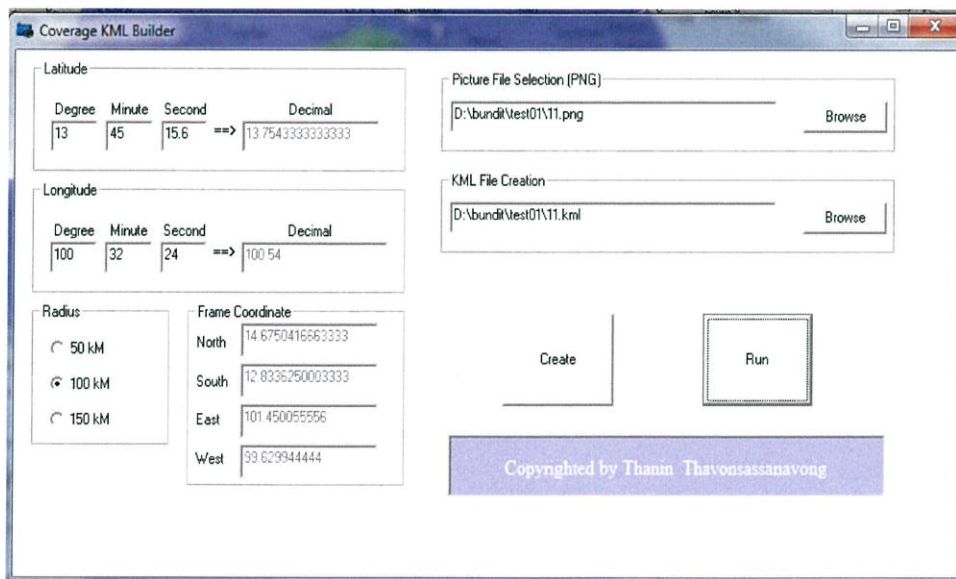 Coverage KML Builder
Latitude
Degree Minute Second Decimal
13 45 15.6 ==> 13.7543333333333
Longitude
Degree Minute Second Decimal
100 32 24 ==> 100.54
Radius
50 kM
100 kM
150 kM
Frame Coordinate
North 14.6750416663333
South 12.8336250003333
East 101.450055556
West 99.629944444
Picture File Selection (PNG)
D:\bundit\test01\11.png Browse
KML File Creation
D:\bundit\test01\11.kml Browse
Create Run
Copyrighted by Thanin Thavonsassanavong